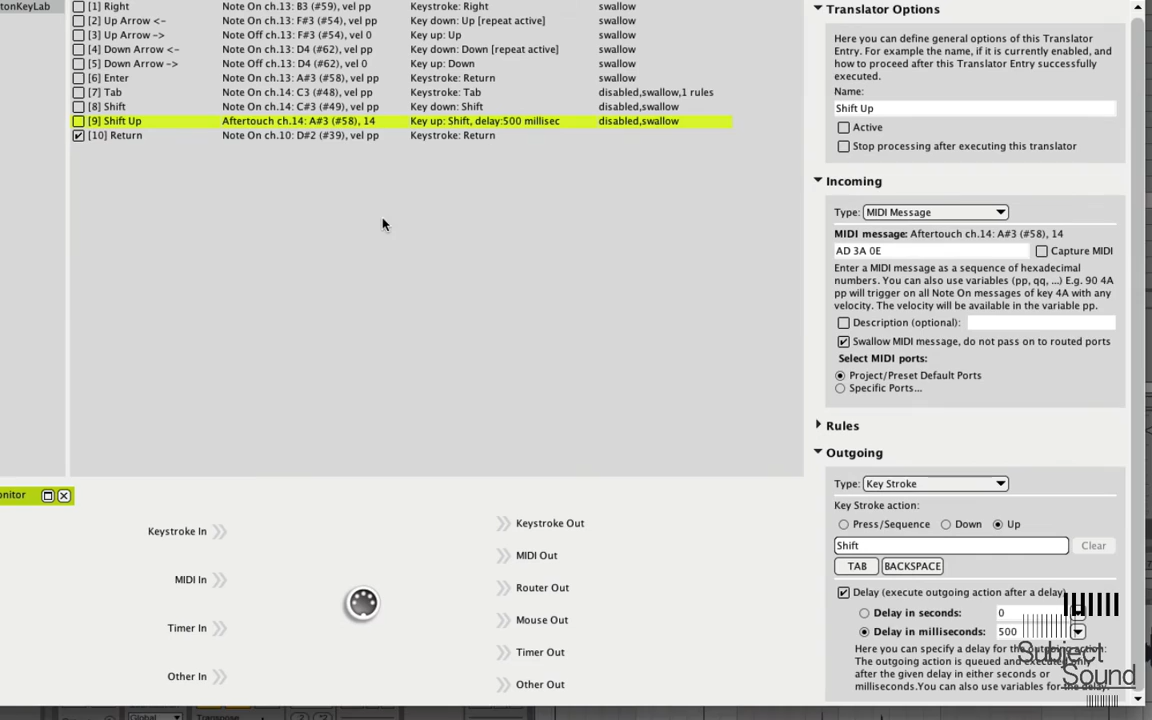 tonKeyLab
[1] Right Note On ch.13: B3 (#59), vel pp Keystroke: Right swallow
[2] Up Arrow <- Note On ch.13: F#3 (#54), vel pp Key down: Up [repeat active] swallow
[3] Up Arrow -> Note Off ch.13: F#3 (#54), vel 0 Key up: Up swallow
[4] Down Arrow <- Note On ch.13: D4 (#62), vel pp Key down: Down [repeat active] swallow
[5] Down Arrow -> Note Off ch.13: D4 (#62), vel 0 Key up: Down swallow
[6] Enter Note On ch.13: A#3 (#58), vel pp Keystroke: Return swallow
[7] Tab Note On ch.14: C3 (#48), vel pp Keystroke: Tab disabled,swallow,1 rules
[8] Shift Note On ch.14: C#3 (#49), vel pp Key down: Shift disabled,swallow
[9] Shift Up Aftertouch ch.14: A#3 (#58), 14 Key up: Shift, delay:500 millisec disabled,swallow
[10] Return Note On ch.10: D#2 (#39), vel pp Keystroke: Return
onitor
Keystroke In
MIDI In
Timer In
Other In
Keystroke Out
MIDI Out
Router Out
Mouse Out
Timer Out
Other Out
Translator Options
Here you can define general options of this Translator
Entry. For example the name, if it is currently enabled, and
how to proceed after this Translator Entry successfully
executed.
Name:
Shift Up
Active
Stop processing after executing this translator
Incoming
Type: MIDI Message
MIDI message: Aftertouch ch.14: A#3 (#58), 14
AD 3A 0E Capture MIDI
Enter a MIDI message as a sequence of hexadecimal
numbers. You can also use variables (pp, qq, ...) E.g. 90 4A
pp will trigger on all Note On messages of key 4A with any
velocity. The velocity will be available in the variable pp.
Description (optional):
Swallow MIDI message, do not pass on to routed ports
Select MIDI ports:
Project/Preset Default Ports
Specific Ports...
Rules
Outgoing
Type: Key Stroke
Key Stroke action:
Press/Sequence Down Up
Shift Clear
TAB BACKSPACE
Delay (execute outgoing action after a delay)
Delay in seconds: 0
Delay in milliseconds: 500
Here you can specify a delay for the outgoing action:
The outgoing action is queued and executed only
after the given delay in either seconds or
milliseconds.You can also use variables for the delay.
Subject
Sound
Global Transpose